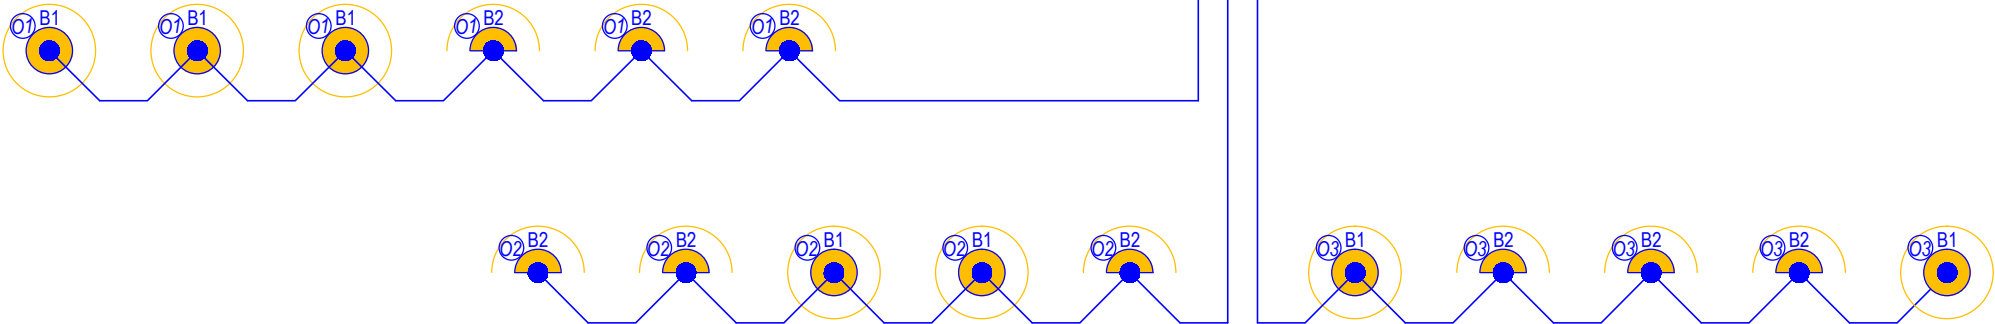 O1 B1 O1 B1 O1 B1 O1 B2 O1 B2 O1 B2
O2 B2 O2 B2 O2 B1 O2 B1 O2 B2 O3 B1 O3 B2 O3 B2 O3 B2 O3 B1